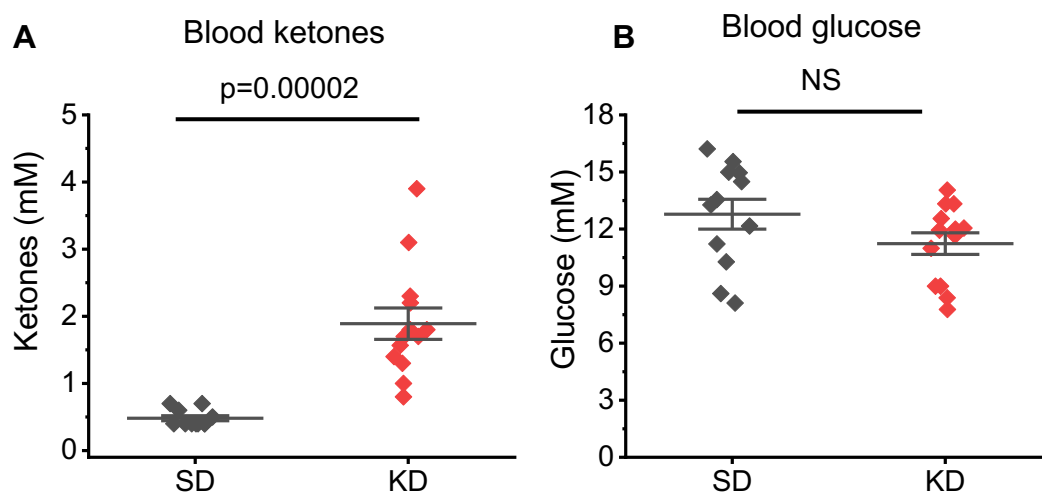 A
Blood ketones
p=0.00002
Ketones (mM)
5
4
3
2
1
0
SD
KD
B
Blood glucose
NS
Glucose (mM)
18
15
12
9
6
3
0
SD
KD